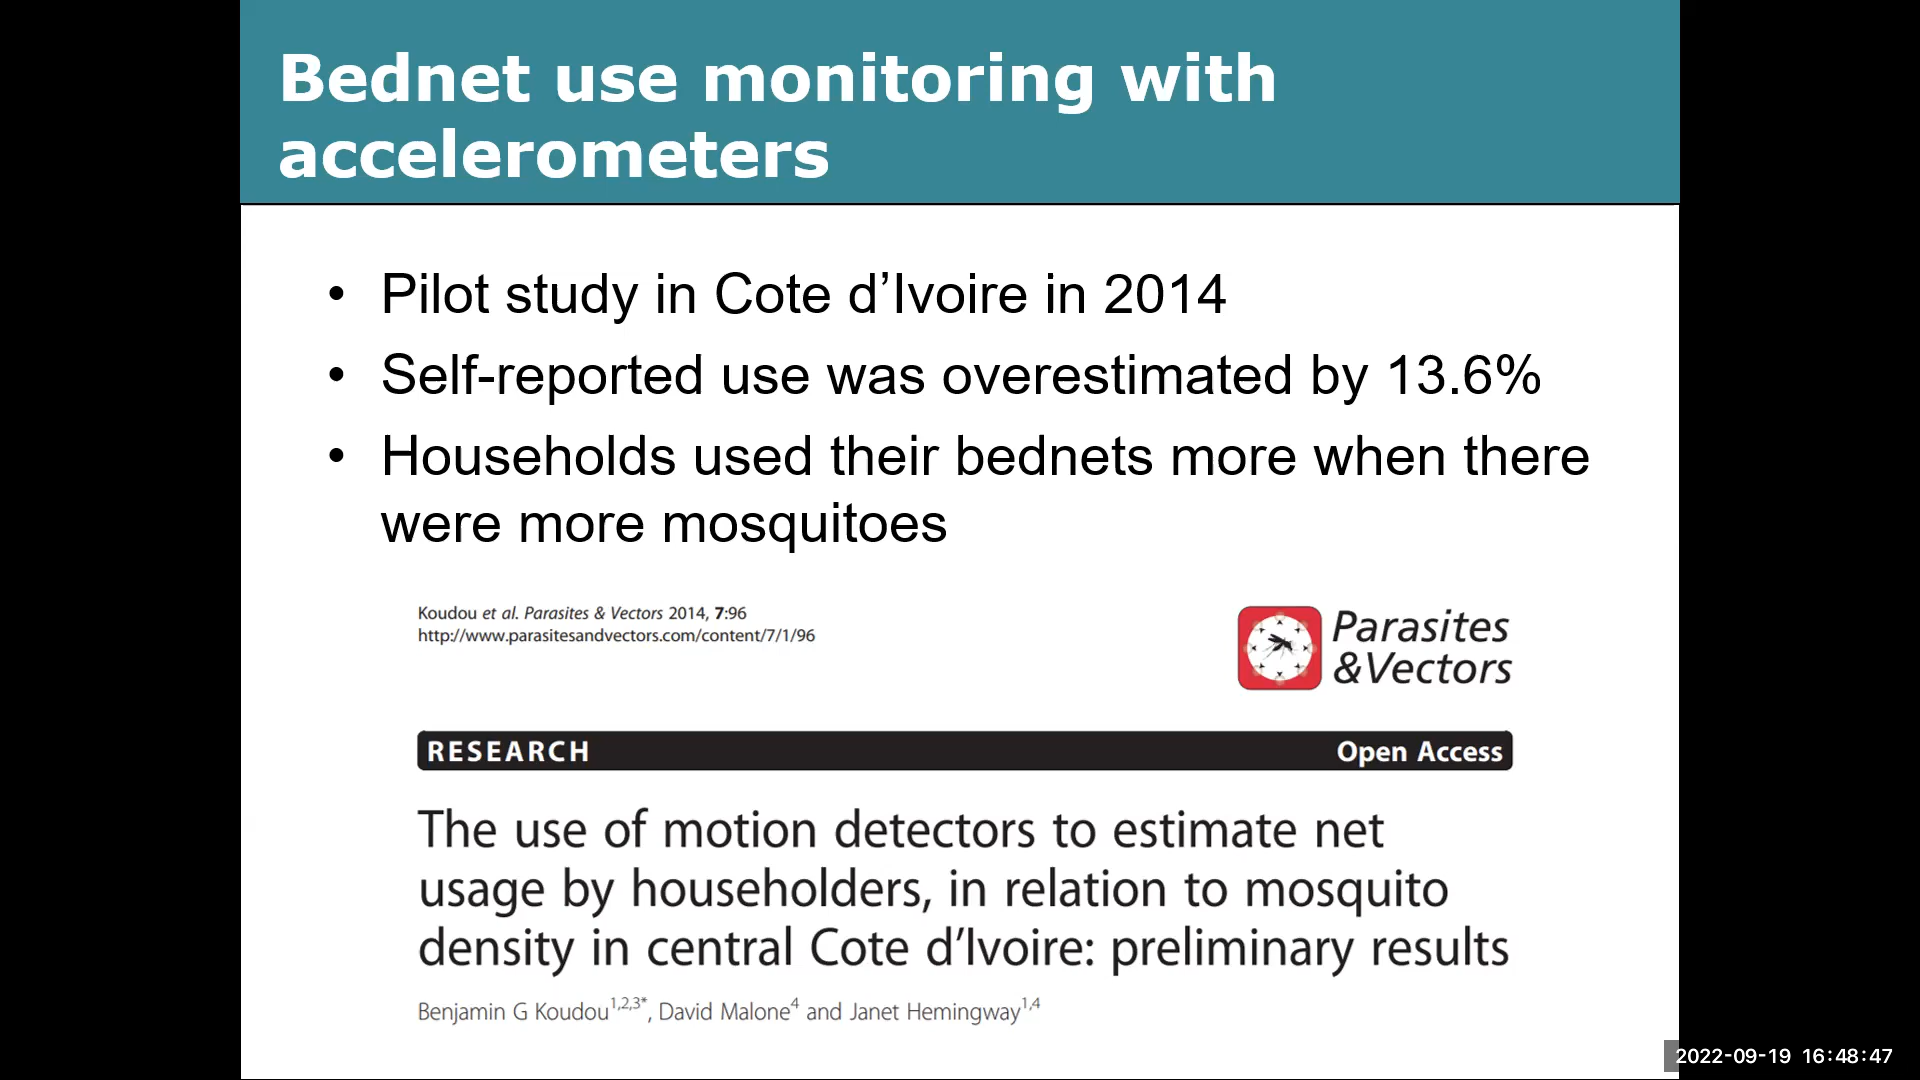 Bednet use monitoring with
accelerometers
• Pilot study in Cote d’Ivoire in 2014
• Self-reported use was overestimated by 13.6%
• Households used their bednets more when there
were more mosquitoes
Koudou et al. Parasites & Vectors 2014, 7:96
http://www.parasitesandvectors.com/content/7/1/96
Parasites
&Vectors
RESEARCH Open Access
The use of motion detectors to estimate net
usage by householders, in relation to mosquito
density in central Cote d’Ivoire: preliminary results
Benjamin G Koudou1,2,3*, David Malone4 and Janet Hemingway1,4
2022-09-19 16:48:47